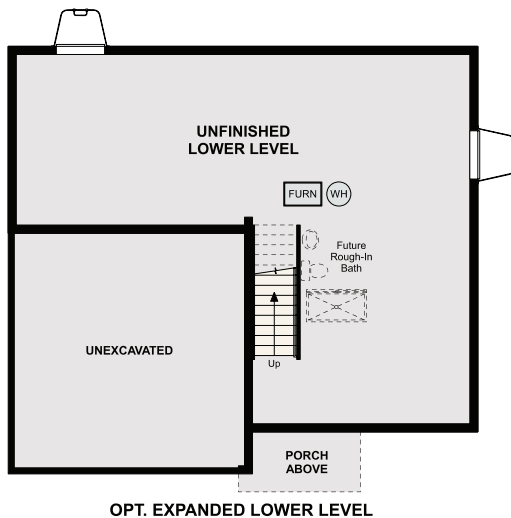 UNFINISHED
LOWER LEVEL
FURN
WH
Future
Rough-In
Bath
UNEXCAVATED
Up
PORCH
ABOVE
OPT. EXPANDED LOWER LEVEL